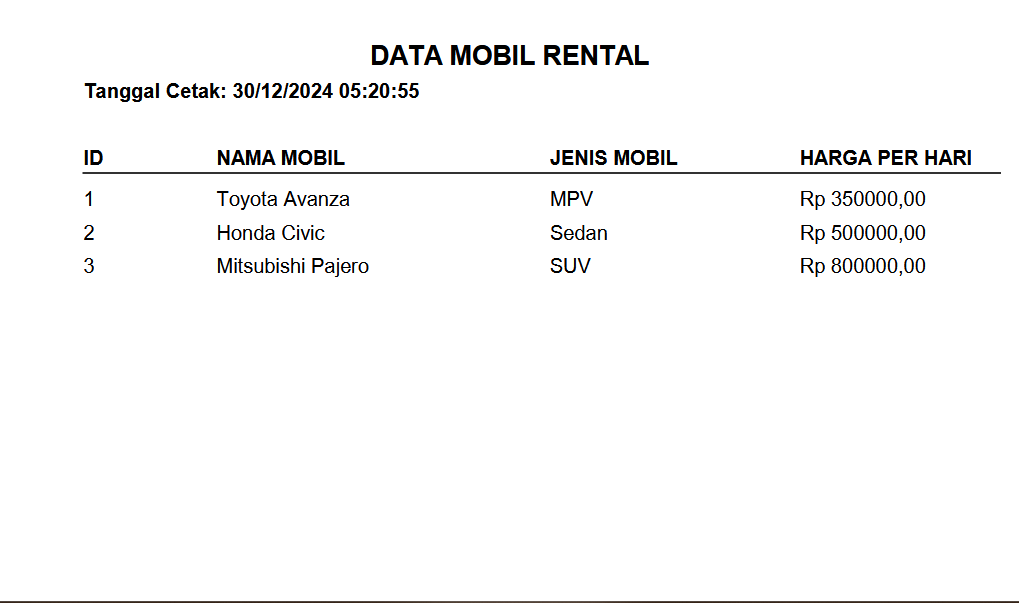 DATA MOBIL RENTAL
Tanggal Cetak: 30/12/2024 05:20:55
ID NAMA MOBIL JENIS MOBIL HARGA PER HARI
1 Toyota Avanza MPV Rp 350000,00
2 Honda Civic Sedan Rp 500000,00
3 Mitsubishi Pajero SUV Rp 800000,00